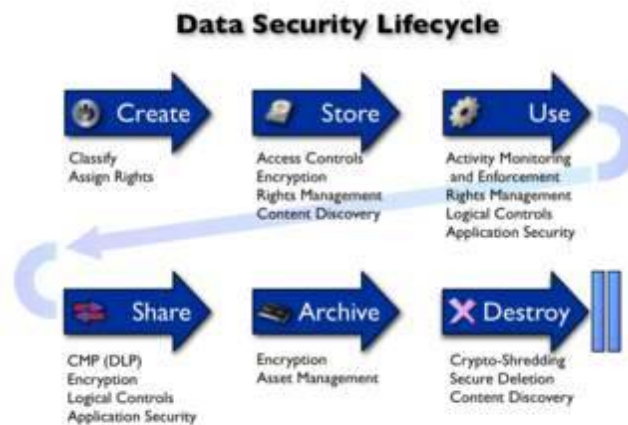 Data Security Lifecycle
Create
Classify
Assign Rights
Store
Access Controls
Encryption
Rights Management
Content Discovery
Use
Activity Monitoring
and Enforcement
Rights Management
Logical Controls
Application Security
Share
CMP (DLP)
Encryption
Logical Controls
Application Security
Archive
Encryption
Asset Management
Destroy
Crypto-Shredding
Secure Deletion
Content Discovery